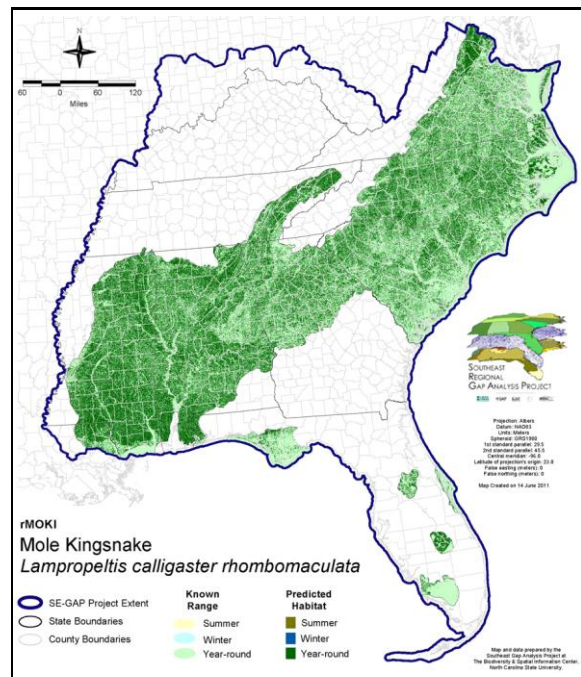 N
60 0 60 120
Miles
SOUTHEAST
REGIONAL
GAP ANALYSIS PROJECT
Projection: Albers
Datum: NAD83
Units: Meters
Spheroid: GRS1980
1st standard parallel: 29.5
2nd standard parallel: 45.5
Central meridian: -96.0
Latitude of projection's origin: 23.0
False easting (meters): 0
False northing (meters): 0
Map Created on 14 June 2011
rMOKI
Mole Kingsnake
Lampropeltis calligaster rhombomaculata
SE-GAP Project Extent
State Boundaries
County Boundaries
Known
Range
Summer
Winter
Year-round
Predicted
Habitat
Summer
Winter
Year-round
Map and data prepared by the
Southeast Gap Analysis Project at
The Biodiversity & Spatial Information Center,
North Carolina State University.